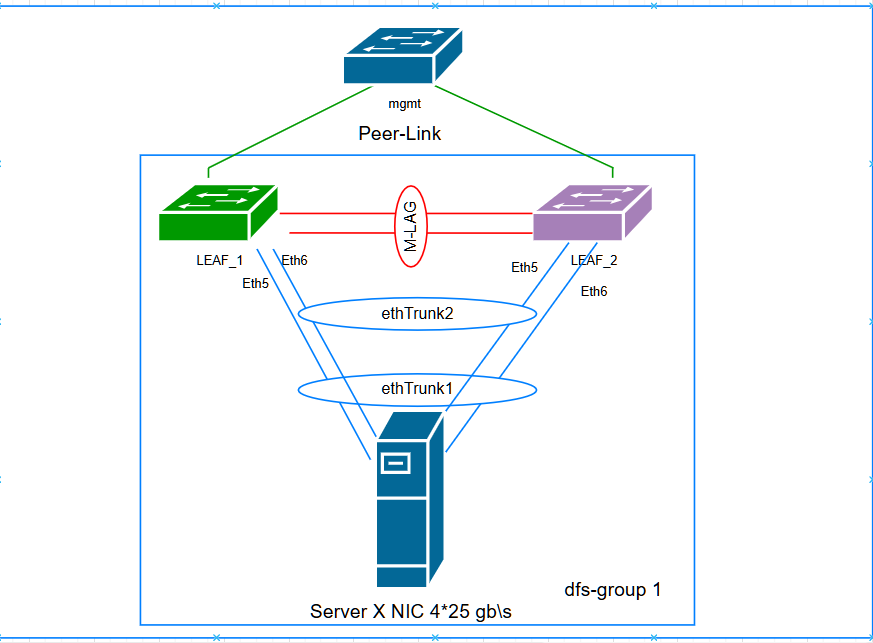 mgmt
Peer-Link
M-LAG
LEAF_1
Eth6
Eth5
Eth5
LEAF_2
Eth6
ethTrunk2
ethTrunk1
dfs-group 1
Server X NIC 4*25 gb\s